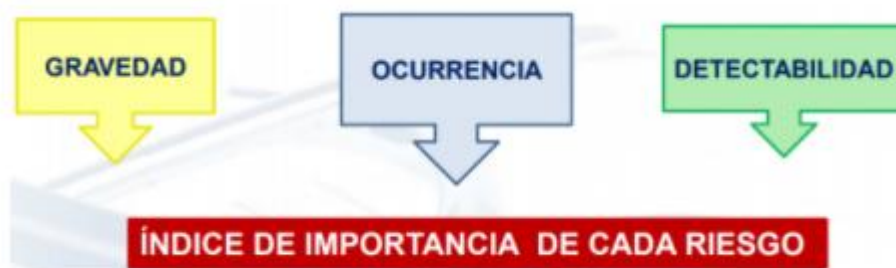 GRAVEDAD
OCURRENCIA
DETECTABILIDAD
ÍNDICE DE IMPORTANCIA DE CADA RIESGO